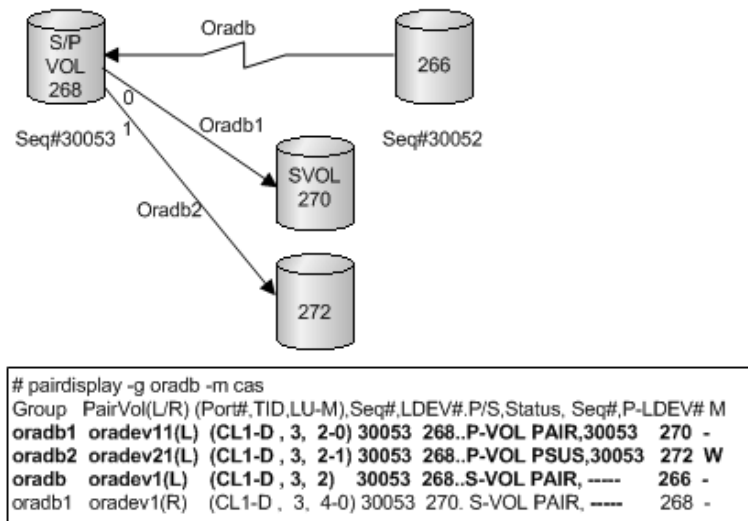 Oradb
S/P
VOL
268
266
0
1
Seq#30053
Oradb1
Seq#30052
SVOL
270
Oradb2
272
# pairdisplay -g oradb -m cas
Group PairVol(L/R) (Port#,TID,LU-M),Seq#,LDEV#.P/S,Status, Seq#,P-LDEV# M
oradb1 oradev11(L) (CL1-D , 3, 2-0) 30053 268..P-VOL PAIR,30053 270 -
oradb2 oradev21(L) (CL1-D , 3, 2-1) 30053 268..P-VOL PSUS,30053 272 W
oradb oradev1(L) (CL1-D , 3, 2) 30053 268..S-VOL PAIR, ----- 266 -
oradb1 oradev1(R) (CL1-D , 3, 4-0) 30053 270. S-VOL PAIR, ----- 268 -